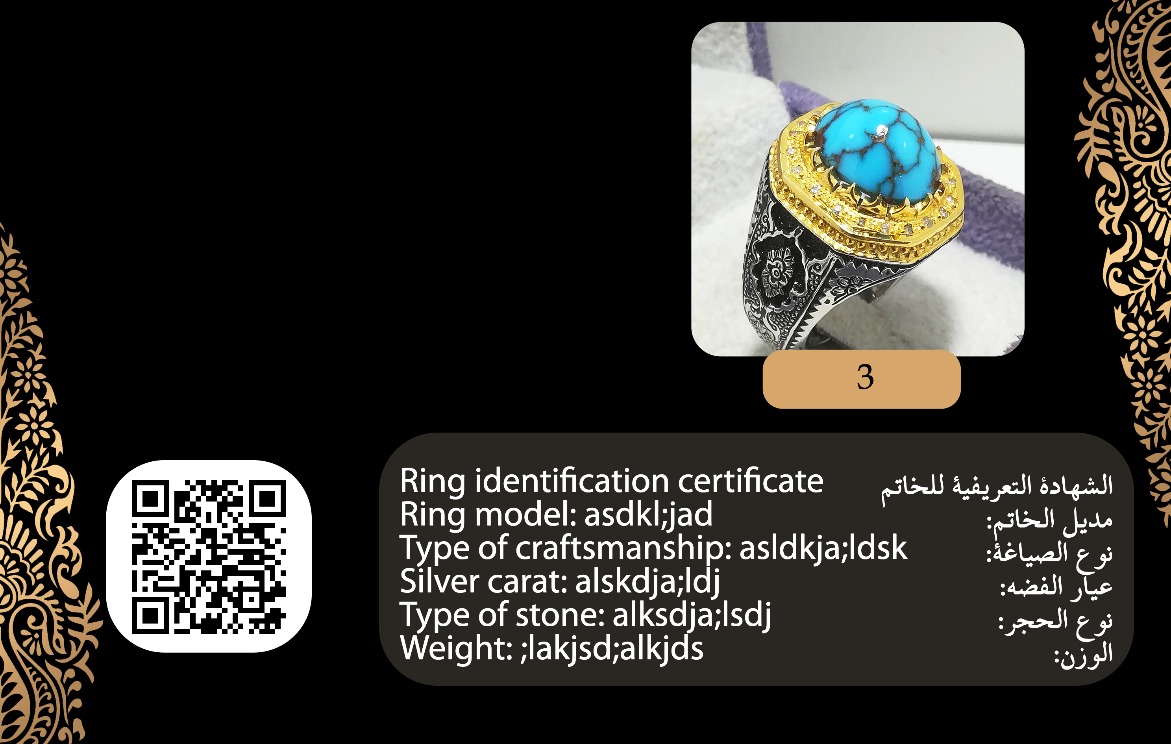 3
Ring identification certificate
الشهادة التعريفية للخاتم
Ring model: asdkl;jad
مديل الخاتم:
Type of craftsmanship: asldkja;ldsk
نوع الصياغة:
Silver carat: alskdja;ldj
عيار الفضه:
Type of stone: alksdja;lsdj
نوع الحجر:
Weight: ;lakjsd;alkjds
الوزن: